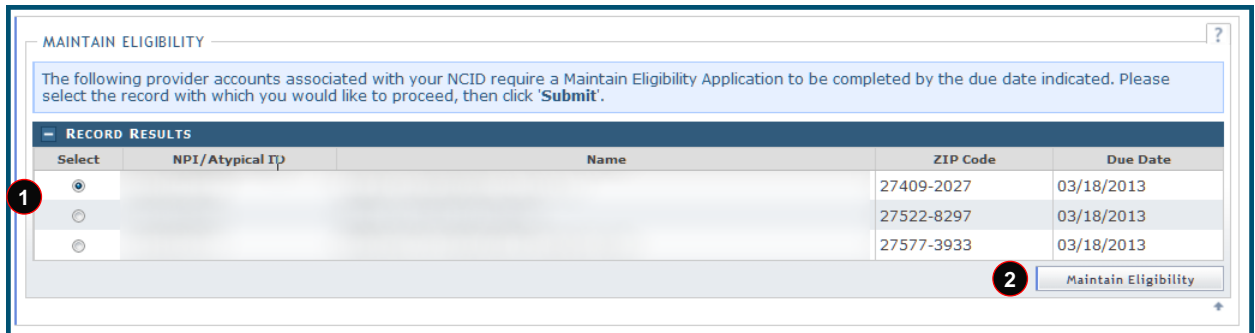 MAINTAIN ELIGIBILITY
?
The following provider accounts associated with your NCID require a Maintain Eligibility Application to be completed by the due date indicated. Please
select the record with which you would like to proceed, then click 'Submit'.
RECORD RESULTS
Select NPI/Atypical ID Name ZIP Code Due Date
1
27409-2027 03/18/2013
27522-8297 03/18/2013
27577-3933 03/18/2013
2 Maintain Eligibility